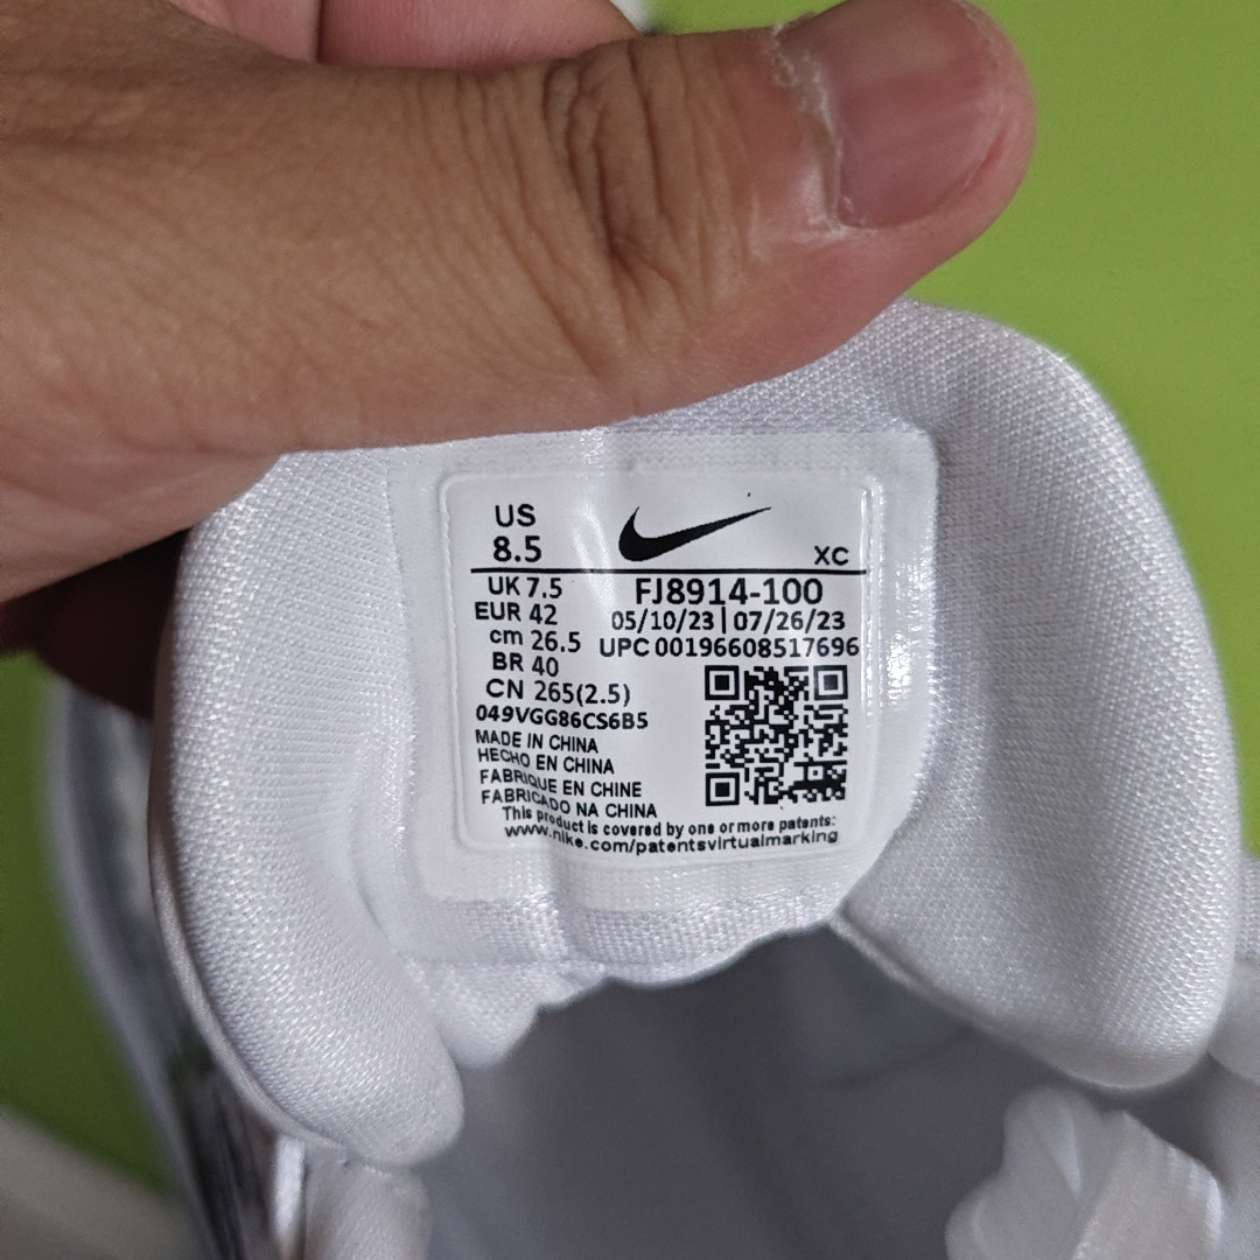 US
8.5
XC
UK 7.5
FJ8914-100
EUR 42
05/10/23 | 07/26/23
cm 26.5
UPC 00196608517696
BR 40
CN 265(2.5)
049VGG86CS6B5
MADE IN CHINA
HECHO EN CHINA
FABRIQUE EN CHINE
FABRICADO NA CHINA
This product is covered by one or more patents:
www.nike.com/patentsvirtualmarking